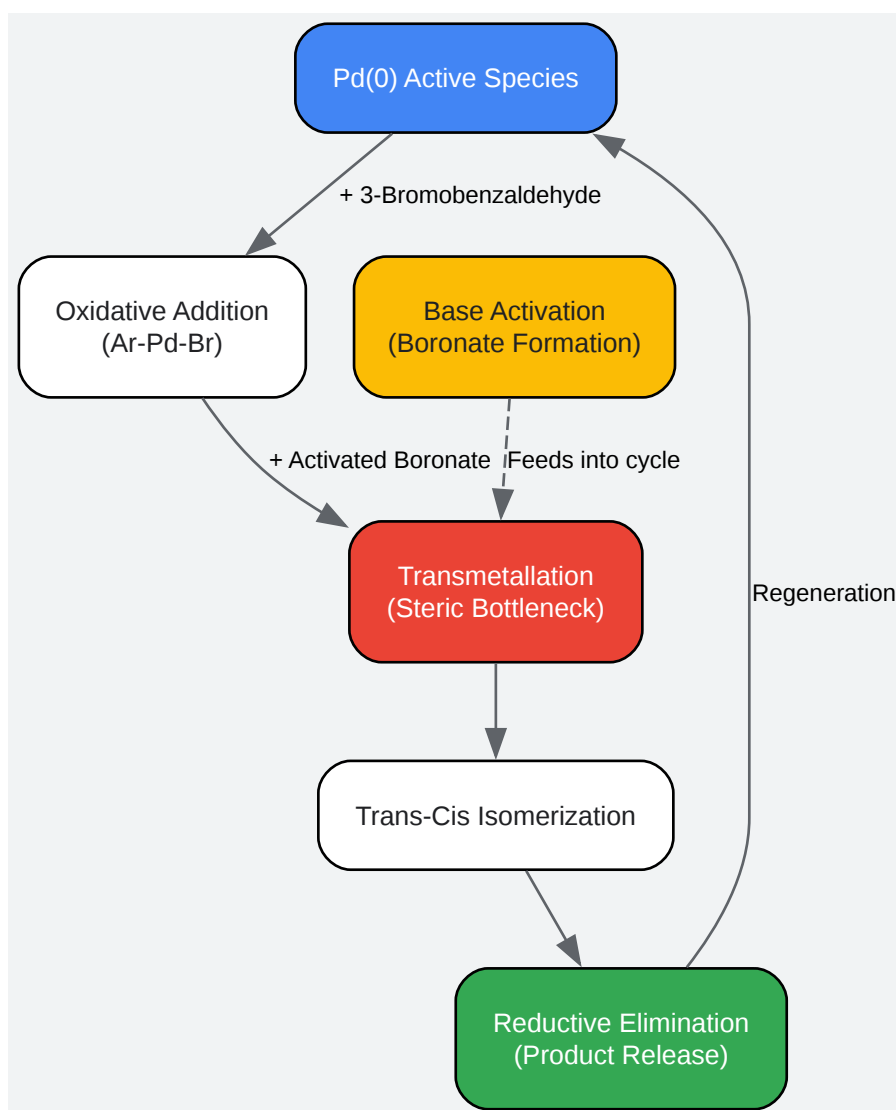 Pd(0) Active Species
+ 3-Bromobenzaldehyde
Oxidative Addition
(Ar-Pd-Br)
Base Activation
(Boronate Formation)
+ Activated Boronate
Feeds into cycle
Transmetallation
(Steric Bottleneck)
Regeneration
Trans-Cis Isomerization
Reductive Elimination
(Product Release)